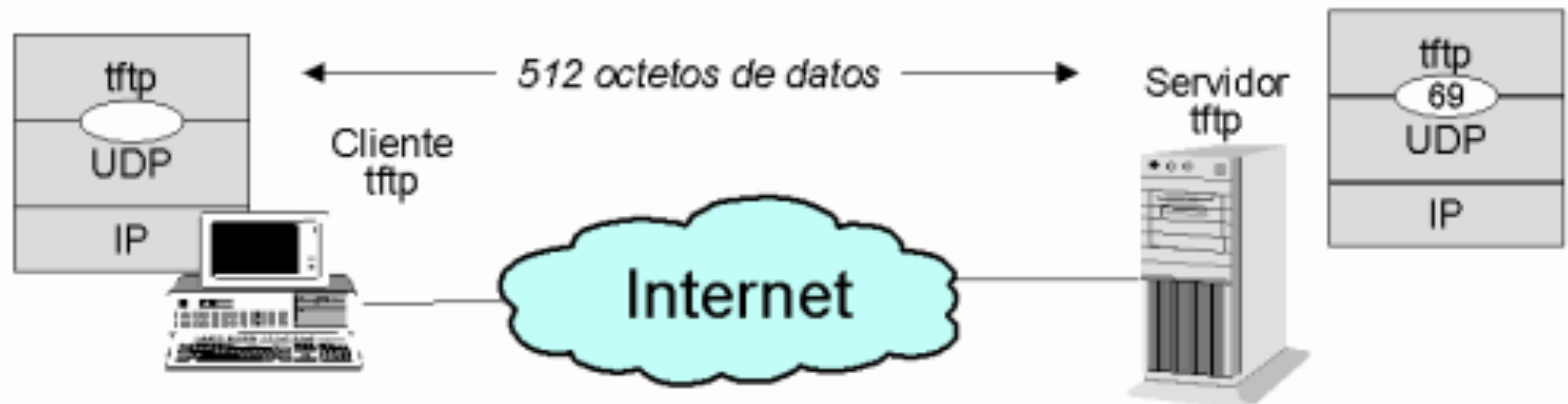 tftp
UDP
IP
512 octetos de datos
Cliente
tftp
Internet
Servidor
tftp
tftp
69
UDP
IP